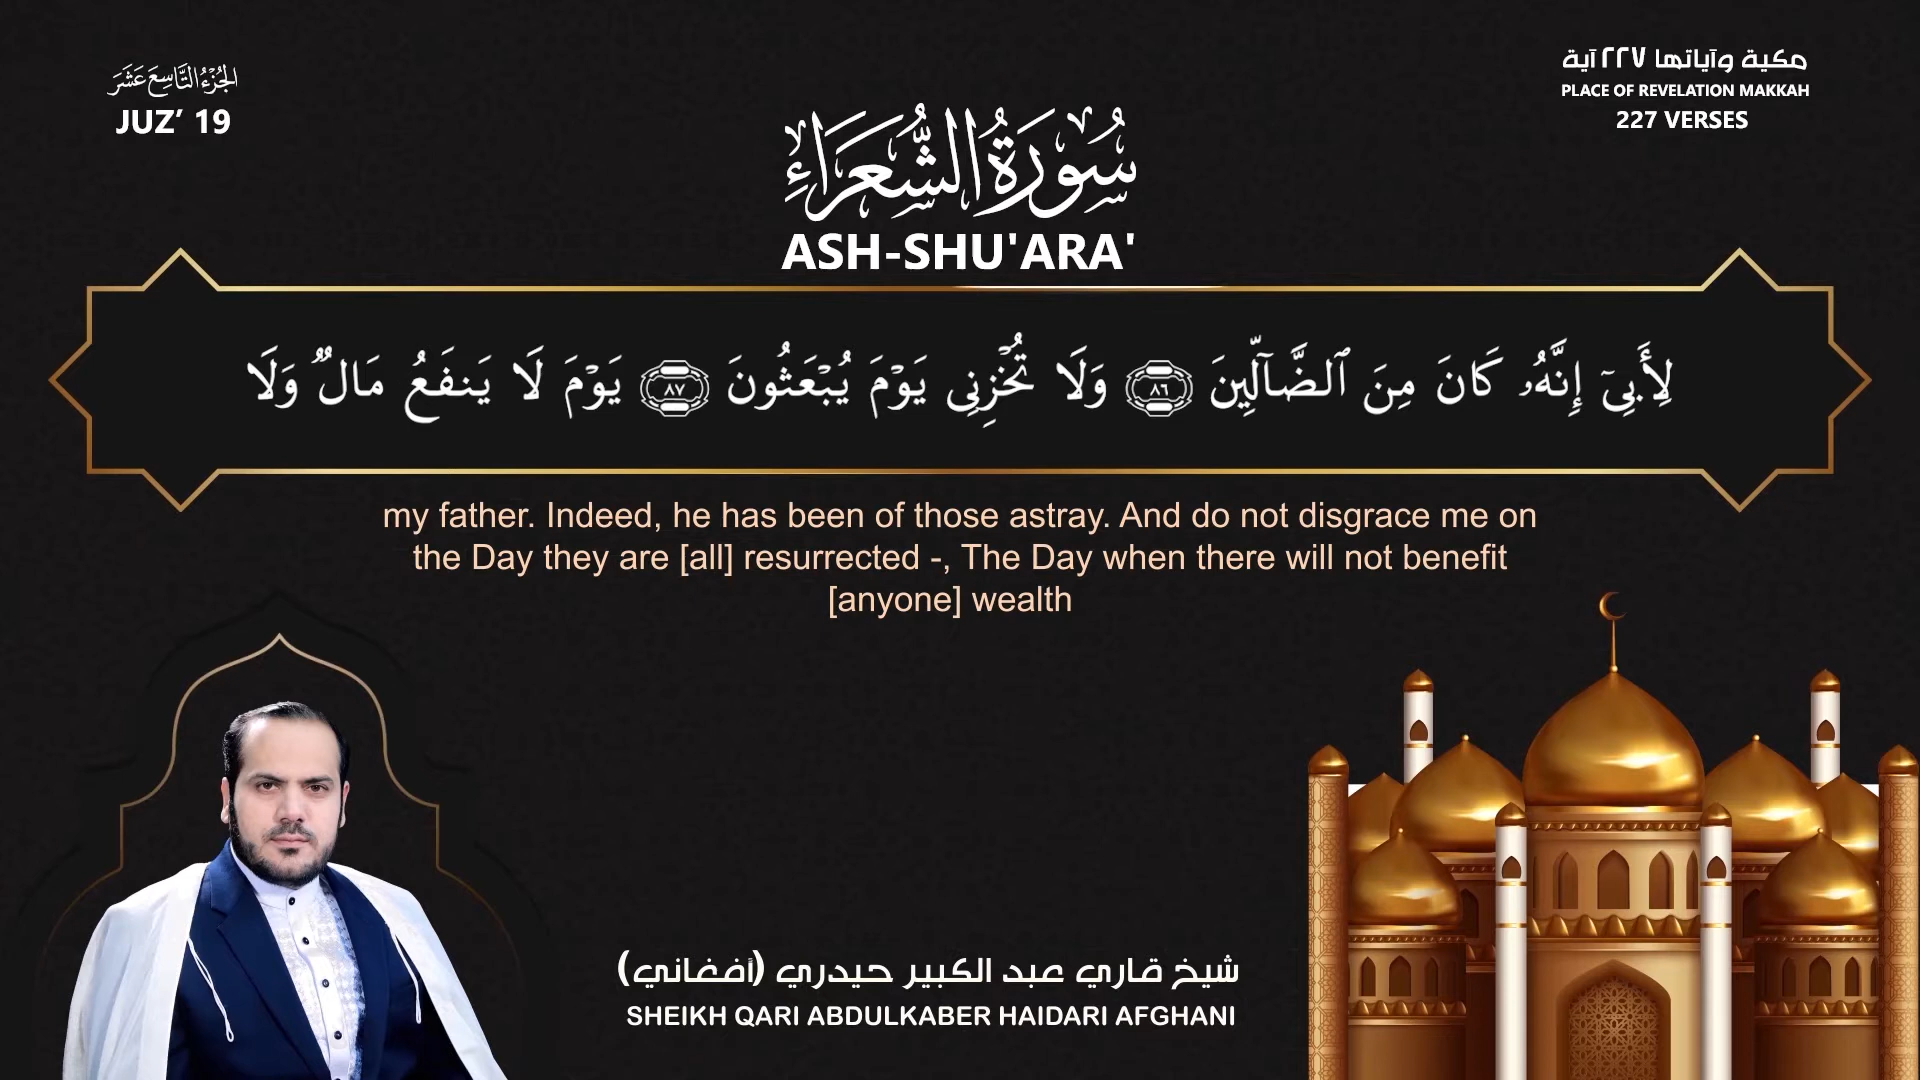 الجُزْءُ التَّاسِعَ عَشَرَ
JUZ’ 19
مكية وآياتها ٢٢٧ آية
PLACE OF REVELATION MAKKAH
227 VERSES
سُورَةُ الشُّعَرَاءِ
ASH-SHU'ARA'
لِأَبِىٓ إِنَّهُۥ كَانَ مِنَ ٱلضَّآلِّينَ ٨٦ وَلَا تُخْزِنِى يَوْمَ يُبْعَثُونَ ٨٧ يَوْمَ لَا يَنفَعُ مَالٌ وَلَا
my father. Indeed, he has been of those astray. And do not disgrace me on
the Day they are [all] resurrected -, The Day when there will not benefit
[anyone] wealth
شيخ قاري عبد الكبير حيدري (أفغاني)
SHEIKH QARI ABDULKABER HAIDARI AFGHANI